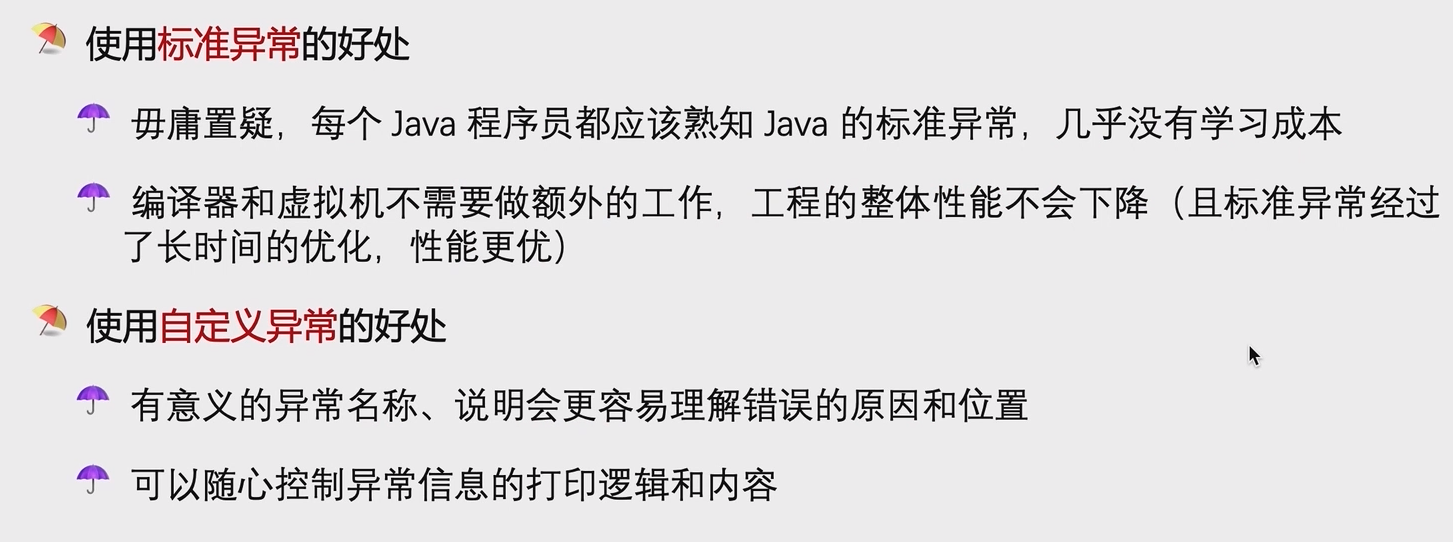 使用标准异常的好处
毋庸置疑，每个 Java 程序员都应该熟知 Java 的标准异常，几乎没有学习成本
编译器和虚拟机不需要做额外的工作，工程的整体性能不会下降（且标准异常经过
了长时间的优化，性能更优）
使用自定义异常的好处
有意义的异常名称、说明会更容易理解错误的原因和位置
可以随心控制异常信息的打印逻辑和内容